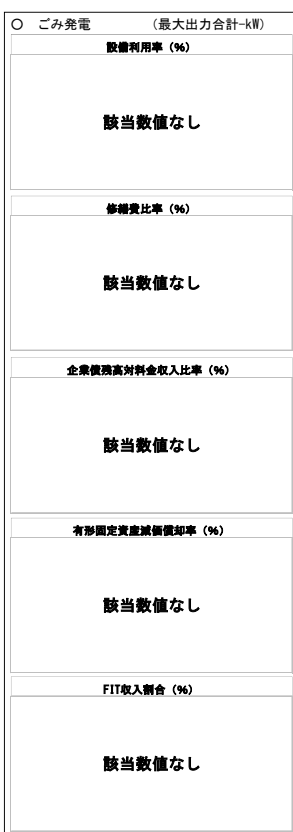 ○ ごみ発電 (最大出力合計-kW)
設備利用率（%）
該当数値なし
修繕費比率（%）
該当数値なし
企業債残高対料金収入比率（%）
該当数値なし
有形固定資産減価償却率（%）
該当数値なし
FIT収入割合（%）
該当数値なし